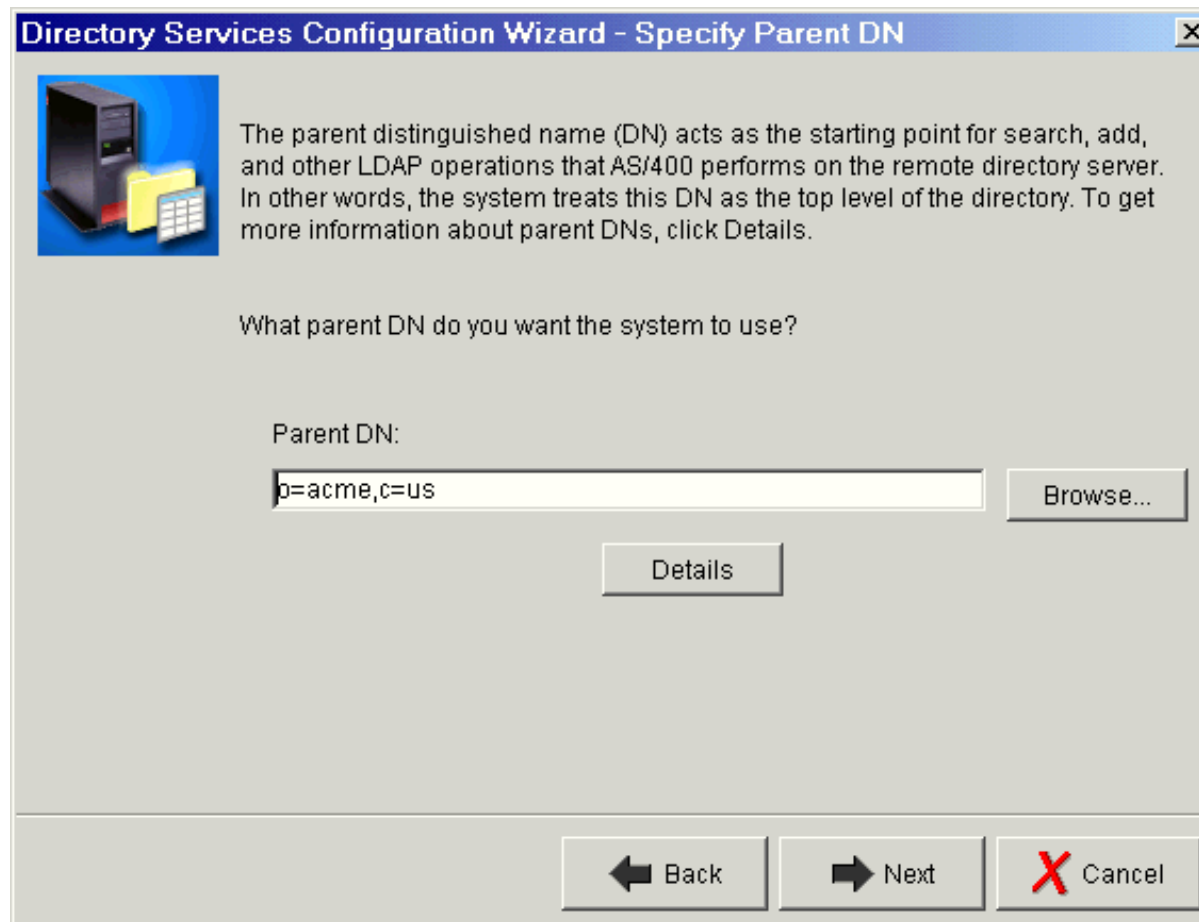 Directory Services Configuration Wizard - Specify Parent DN
The parent distinguished name (DN) acts as the starting point for search, add,
and other LDAP operations that AS/400 performs on the remote directory server.
In other words, the system treats this DN as the top level of the directory. To get
more information about parent DNs, click Details.
What parent DN do you want the system to use?
Parent DN:
o=acme,c=us
Browse...
Details
Back
Next
Cancel